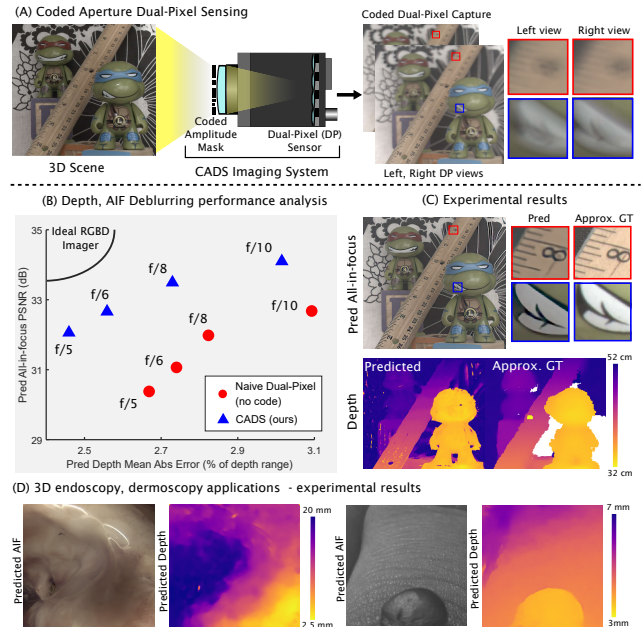 (A) Coded Aperture Dual-Pixel Sensing
Coded Dual-Pixel Capture
Left view
Right view
Coded
Amplitude
Mask
Dual-Pixel (DP)
Sensor
3D Scene
CADS Imaging System
Left, Right DP views
(B) Depth, AIF Deblurring performance analysis
Pred All-in-focus PSNR (dB)
35
33
31
29
Ideal RGBD
Imager
f/10
f/8
f/6
f/5
f/10
f/8
f/6
f/5
Naive Dual-Pixel
(no code)
CADS (ours)
2.5
2.7
2.9
3.1
Pred Depth Mean Abs Error (% of depth range)
(C) Experimental results
Pred All-in-focus
Pred
Approx. GT
8
8
Depth
Predicted
Approx. GT
52 cm
32 cm
(D) 3D endoscopy, dermoscopy applications - experimental results
Predicted AIF
Predicted Depth
20 mm
2.5 mm
Predicted AIF
Predicted Depth
7 mm
3mm